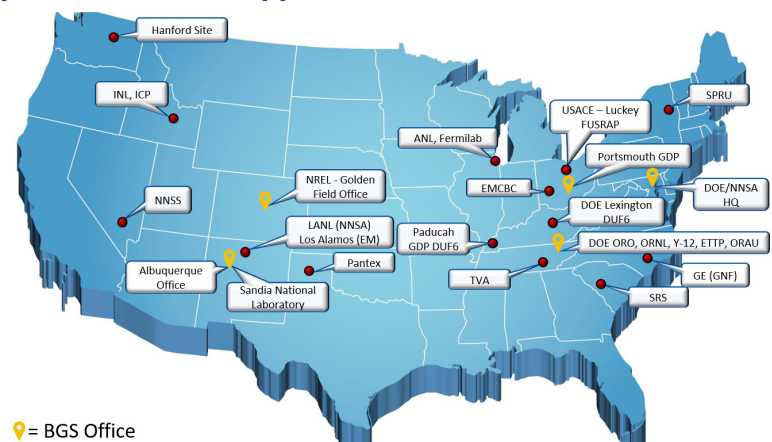 Hanford Site
INL, ICP
SPRU
USACE – Luckey
FUSRAP
ANL, Fermilab
Portsmouth GDP
NREL - Golden
Field Office
EMCBC
DOE/NNSA
HQ
NNSS
DOE Lexington
DUF6
LANL (NNSA)
Los Alamos (EM)
Paducah
GDP DUF6
DOE ORO, ORNL, Y-12, ETTP, ORAU
Pantex
Albuquerque
Office
TVA
GE (GNF)
Sandia National
Laboratory
SRS
= BGS Office